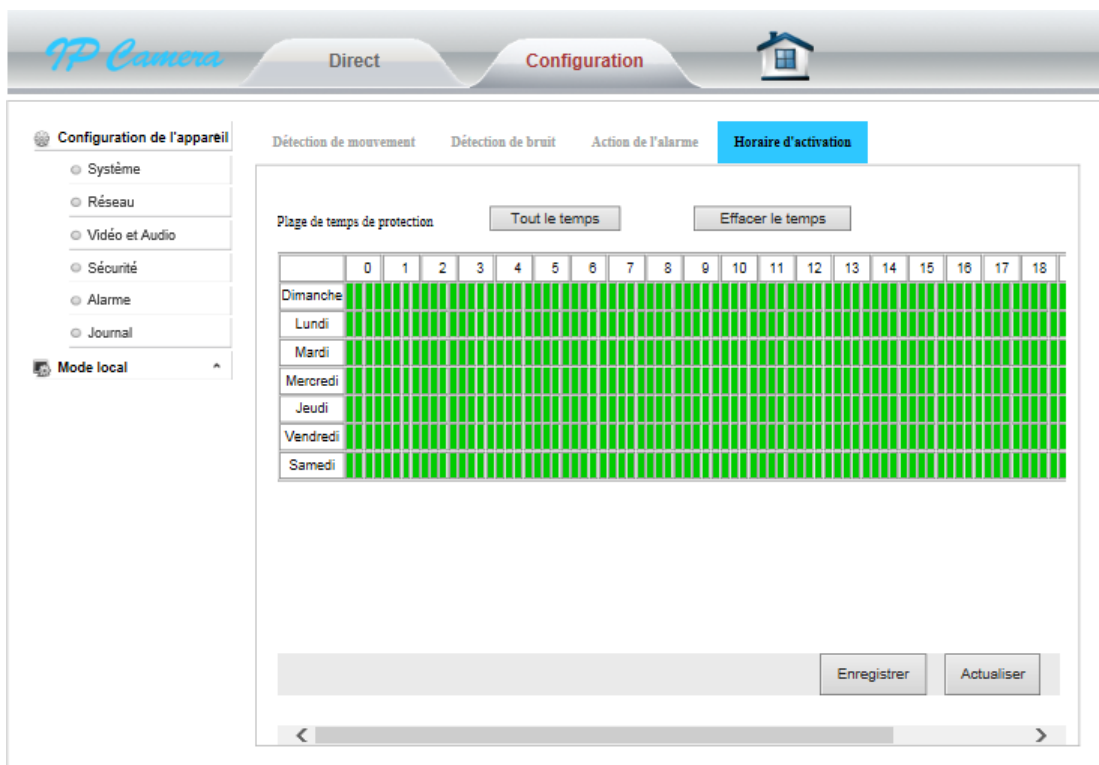 IP Camera
Direct
Configuration
Configuration de l'appareil
Système
Réseau
Vidéo et Audio
Sécurité
Alarme
Journal
Mode local
Détection de mouvement Détection de bruit Action de l'alarme Horaire d'activation
Plage de temps de protection Tout le temps Effacer le temps
0 1 2 3 4 5 6 7 8 9 10 11 12 13 14 15 16 17 18
Dimanche
Lundi
Mardi
Mercredi
Jeudi
Vendredi
Samedi
Enregistrer Actualiser